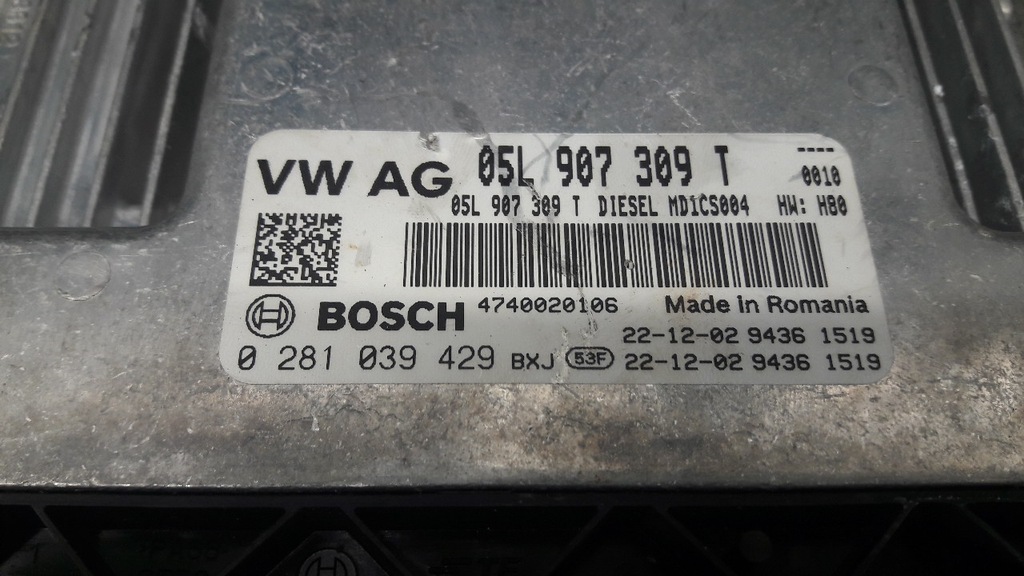 VW AG 05L 907 309 T ----
0010
05L 907 309 T DIESEL MD1CS004 HW: H80
BOSCH 4740020106 Made in Romania
22-12-02 9436 1519
0 281 039 429 BXJ 53F 22-12-02 9436 1519